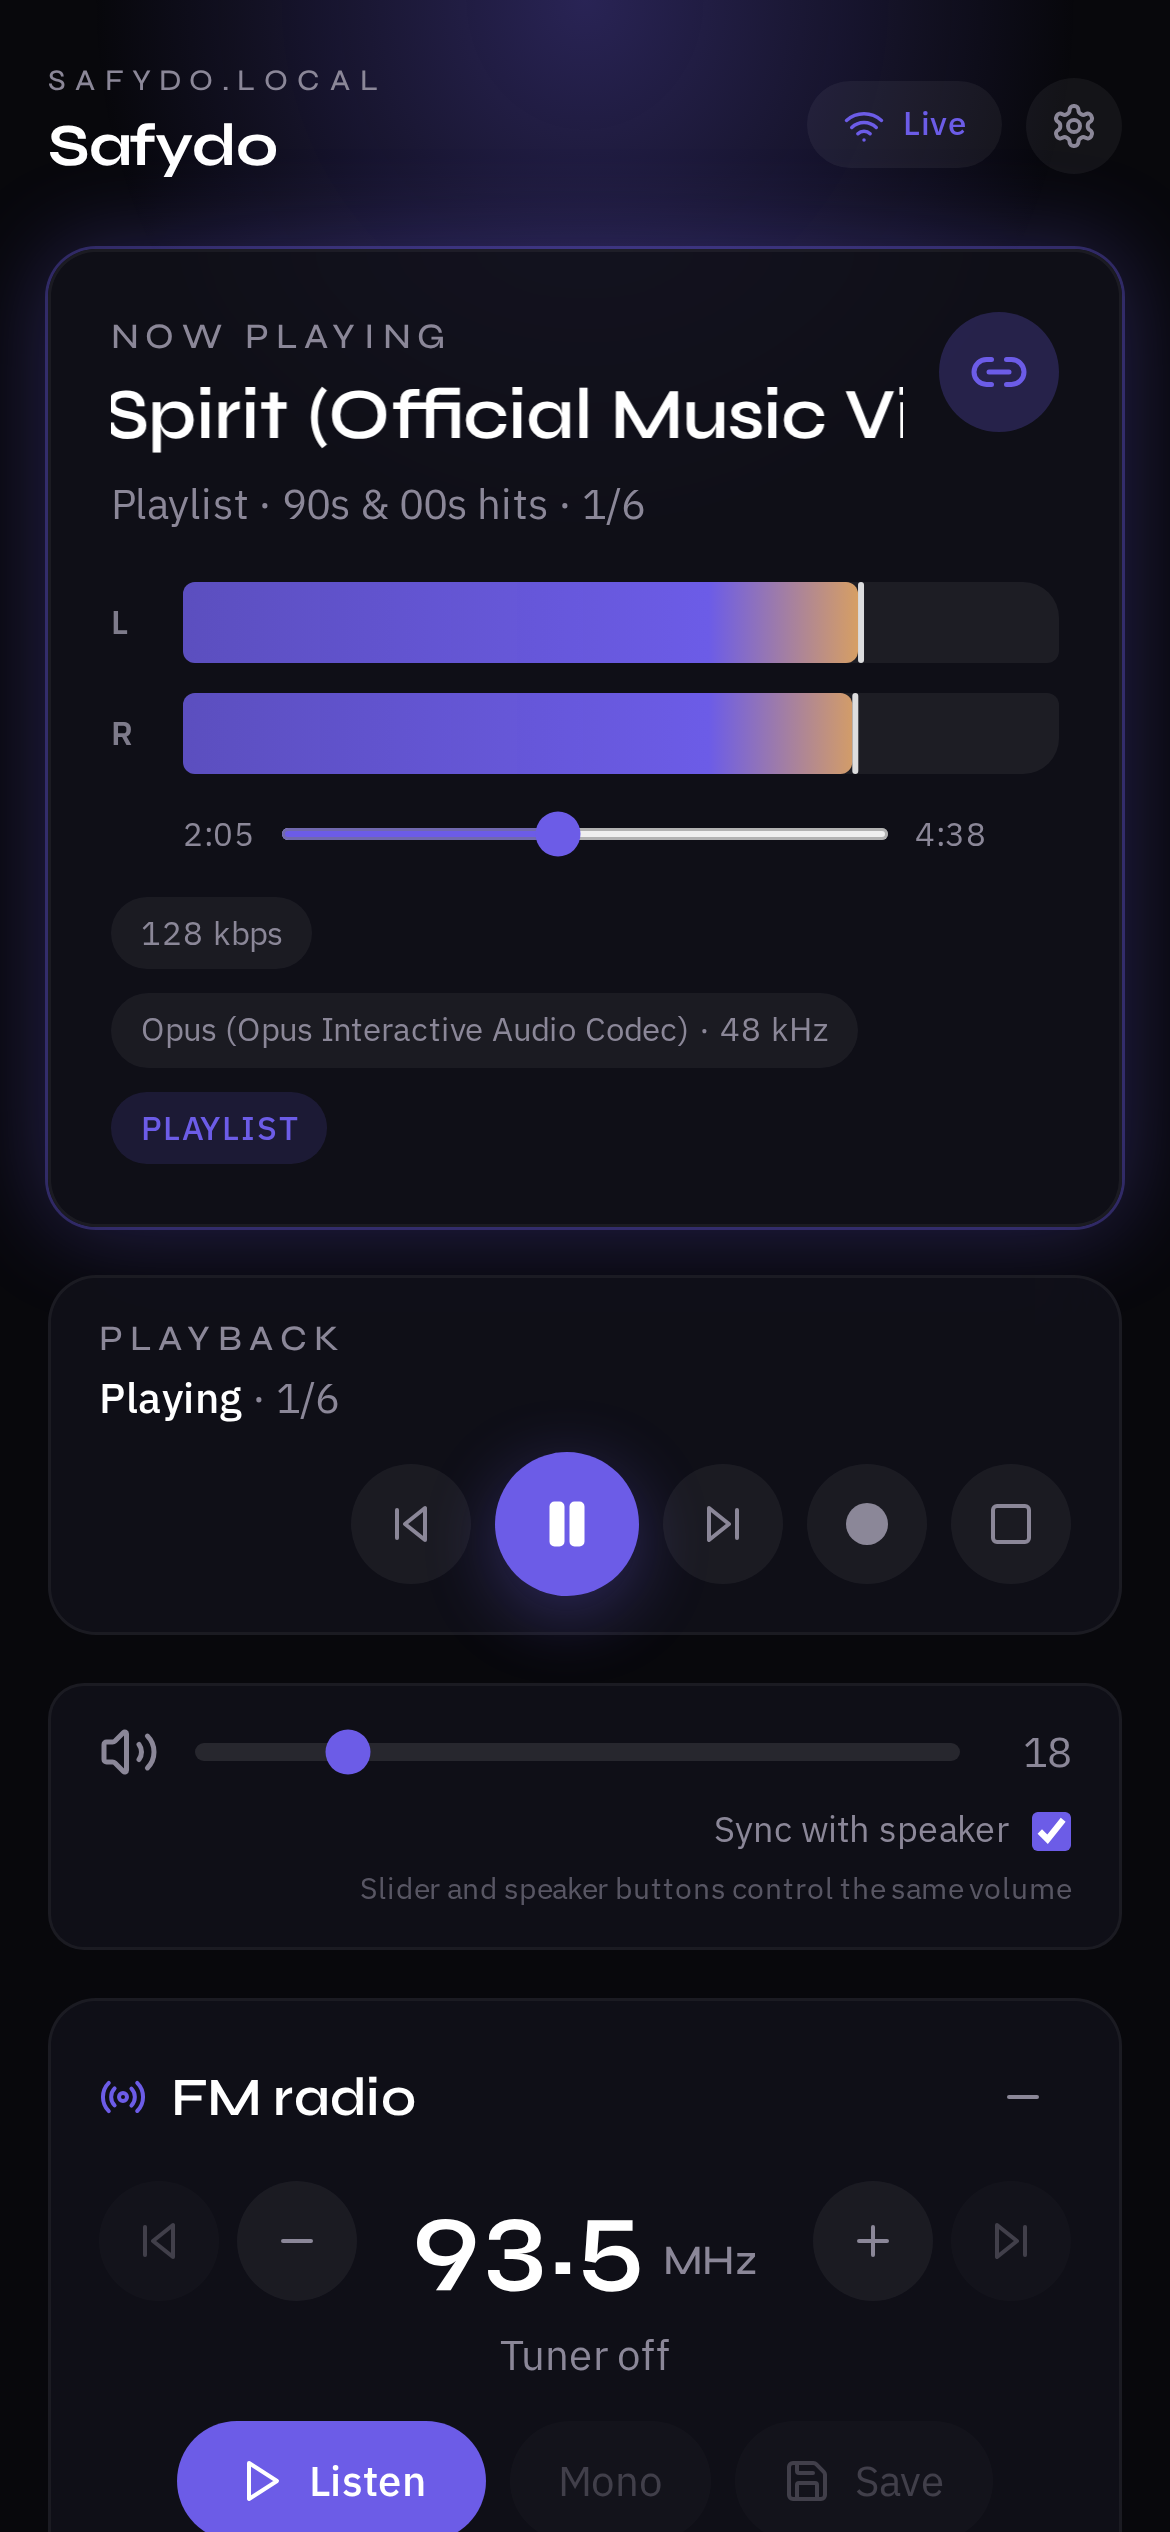 SAFYDO.LOCAL
Safydo
Live
NOW PLAYING
Spirit (Official Music Vi
Playlist · 90s & 00s hits · 1/6
L
R
2:05 4:38
128 kbps
Opus (Opus Interactive Audio Codec) · 48 kHz
PLAYLIST
PLAYBACK
Playing · 1/6
18
Sync with speaker
Slider and speaker buttons control the same volume
FM radio
93.5 MHz
Tuner off
Listen Mono Save